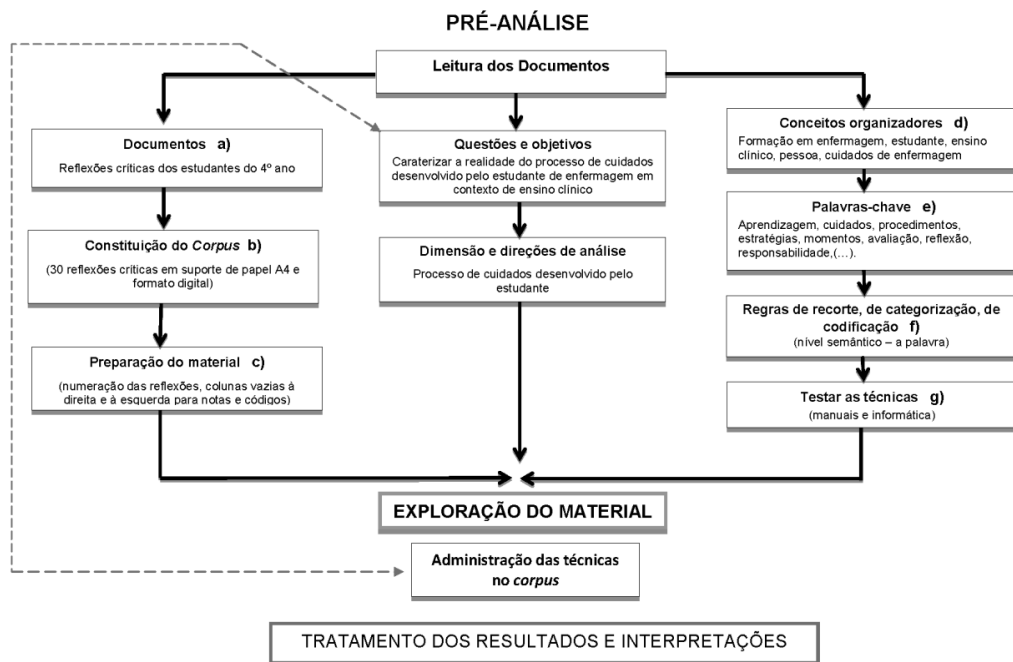 PRÉ-ANÁLISE
Leitura dos Documentos
Documentos a)
Reflexões críticas dos estudantes do 4º ano
Constituição do Corpus b)
(30 reflexões críticas em suporte de papel A4 e
formato digital)
Preparação do material c)
(numeração das reflexões, colunas vazias à
direita e à esquerda para notas e códigos)
Questões e objetivos
Caraterizar a realidade do processo de cuidados
desenvolvido pelo estudante de enfermagem em
contexto de ensino clínico
Dimensão e direções de análise
Processo de cuidados desenvolvido pelo
estudante
Conceitos organizadores d)
Formação em enfermagem, estudante, ensino
clínico, pessoa, cuidados de enfermagem
Palavras-chave e)
Aprendizagem, cuidados, procedimentos,
estratégias, momentos, avaliação, reflexão,
responsabilidade,(…).
Regras de recorte, de categorização, de
codificação f)
(nível semântico – a palavra)
Testar as técnicas g)
(manuais e informática)
EXPLORAÇÃO DO MATERIAL
Administração das técnicas
no corpus
TRATAMENTO DOS RESULTADOS E INTERPRETAÇÕES